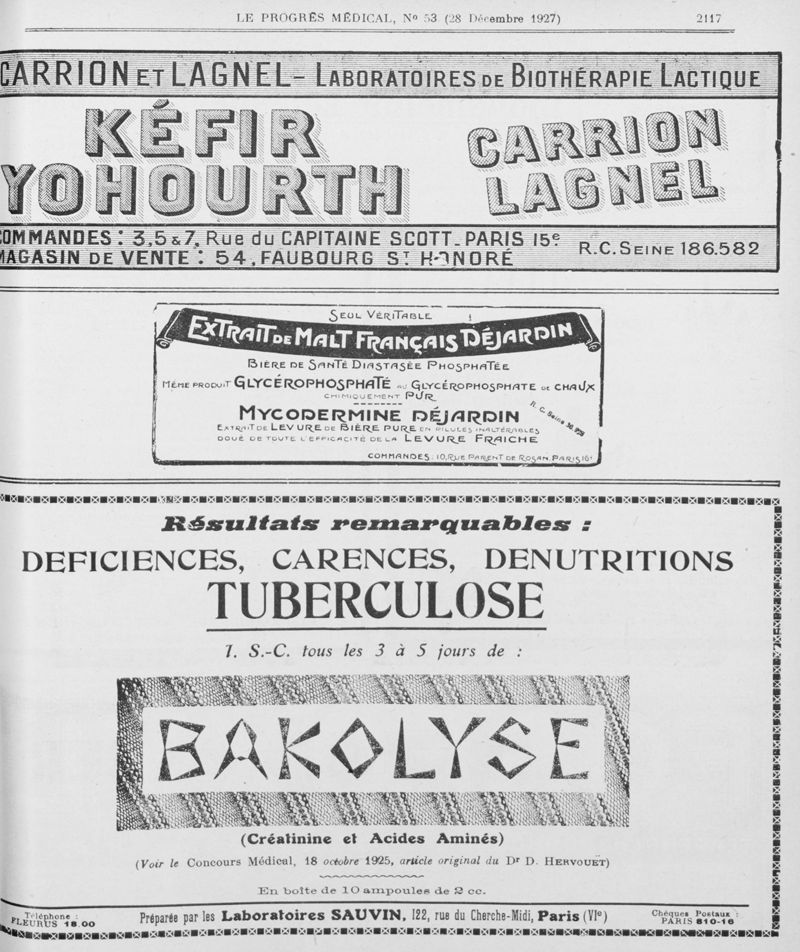 LE PROGRÈS MÉDICAL, No 53 (28 Décembre 1927) 2117
CARRION ET LAGNEL - LABORATOIRES DE BIOTHÉRAPIE LACTIQUE
KÉFIR
YOHOURTH
CARRION
LAGNEL
COMMANDES : 3,5 & 7, Rue du CAPITAINE SCOTT_PARIS 15e
MAGASIN DE VENTE : 54, FAUBOURG ST HONORÉ
R.C. SEINE 186.582
SEUL VÉRITABLE
EXTRAIT DE MALT FRANÇAIS DÉJARDIN
BIÈRE DE SANTÉ DIASTASÉE PHOSPHATÉE
MÊME PRODUIT GLYCÉROPHOSPHATÉ AU GLYCÉROPHOSPHATE DE CHAUX
CHIMIQUEMENT PUR
MYCODERMINE DÉJARDIN
EXTRAIT DE LEVURE DE BIÈRE PURE EN PILULES INALTÉRABLES
DOUÉ DE TOUTE L'EFFICACITÉ DE LA LEVURE FRAICHE
R. C. Seine
COMMANDES : 10, RUE PARENT DE ROSAN. PARIS 16e
Résultats remarquables :
DEFICIENCES, CARENCES, DENUTRITIONS
TUBERCULOSE
I. S.-C. tous les 3 à 5 jours de :
BAKOLYSE
(Créatinine et Acides Aminés)
(Voir le Concours Médical, 18 octobre 1925, article original du Dr D. HERVOUËT)
En boîte de 10 ampoules de 2 cc.
Téléphone :
FLEURUS 18.00
Préparée par les Laboratoires SAUVIN, 122, rue du Cherche-Midi, Paris (VIe)
Chèques Postaux :
PARIS 810-16